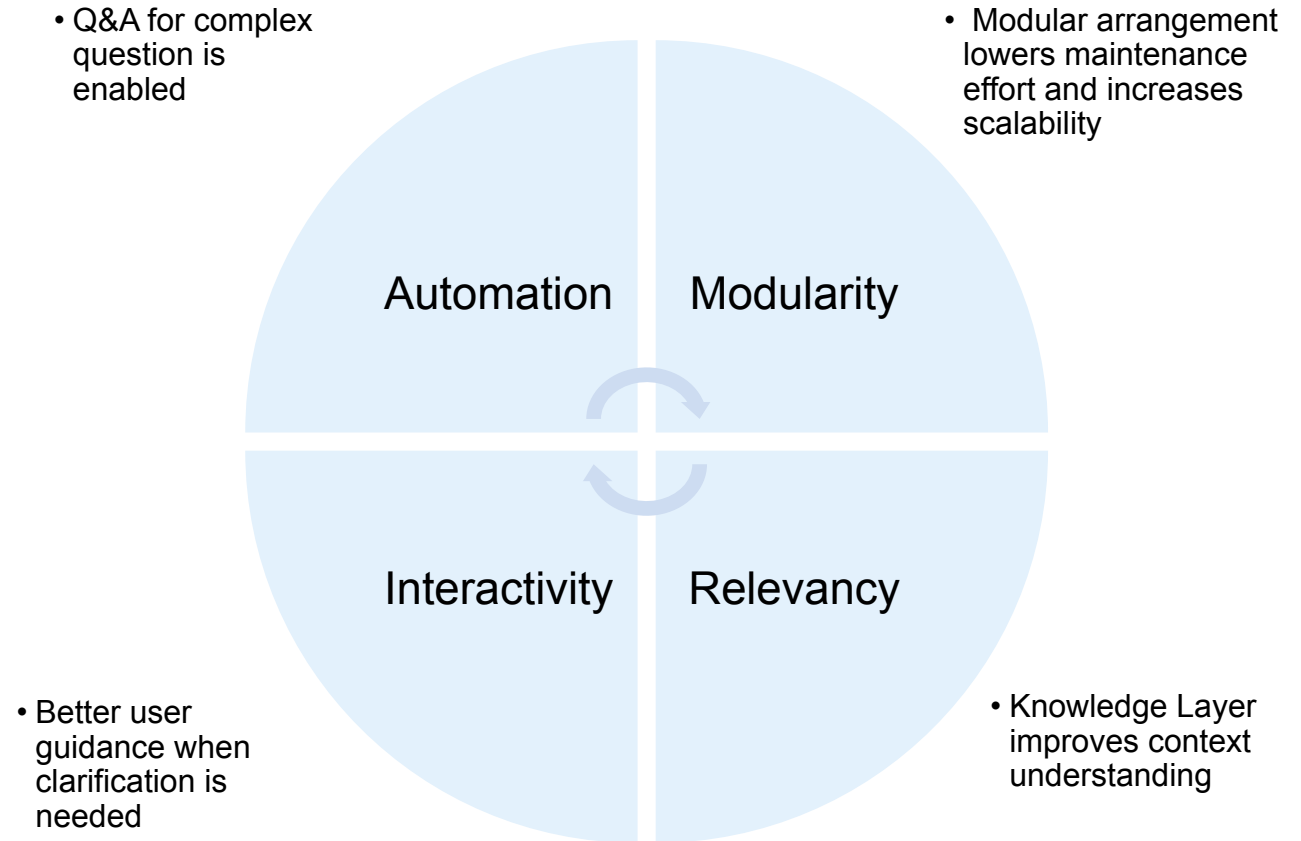 • Q&A for complex
question is
enabled
• Modular arrangement
lowers maintenance
effort and increases
scalability
Automation
Modularity
Interactivity
Relevancy
• Better user
guidance when
clarification is
needed
• Knowledge Layer
improves context
understanding